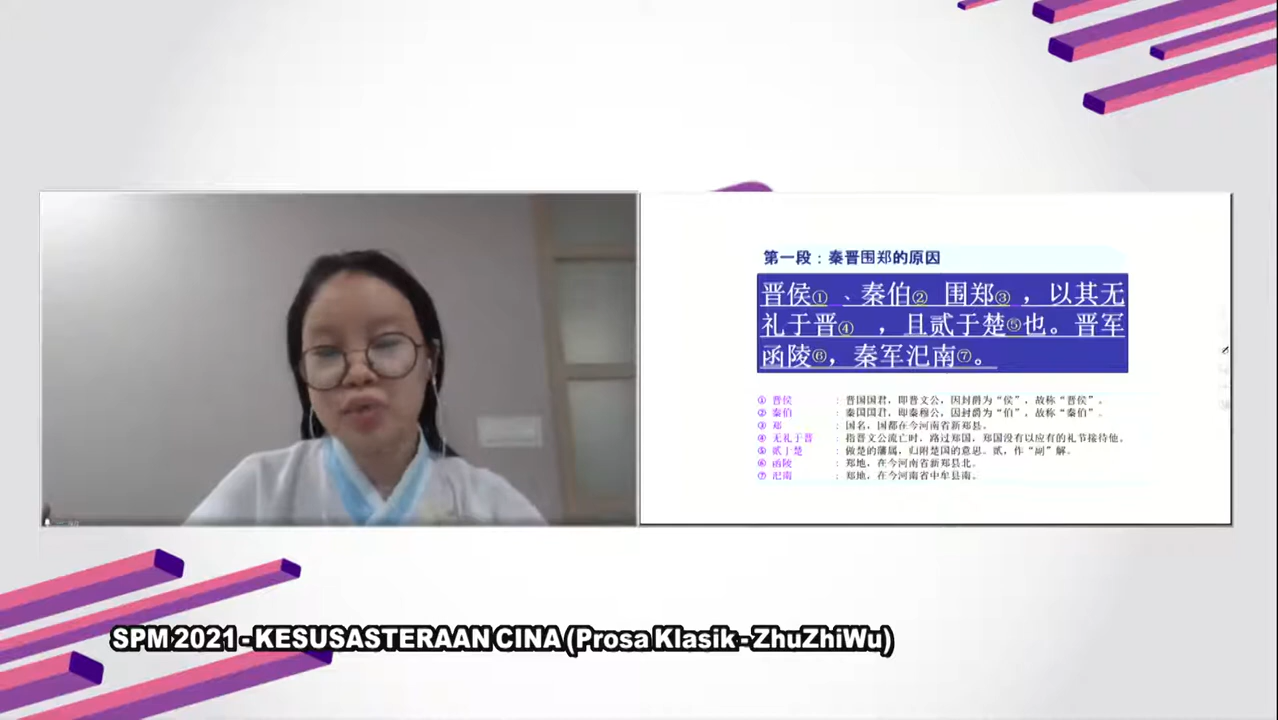 第一段：秦晋围郑的原因
晋侯①、秦伯②围郑③，以其无
礼于晋④，且贰于楚⑤也。晋军
函陵⑥，秦军氾南⑦。
① 晋侯 ：晋国国君，即晋文公，因封爵为“侯”，故称“晋侯”。
② 秦伯 ：秦国国君，即秦穆公，因封爵为“伯”，故称“秦伯”。
③ 郑 ：国名，国都在今河南省新郑县。
④ 无礼于晋 ：指晋文公流亡时，路过郑国，郑国没有以应有的礼节接待他。
⑤ 贰于楚 ：做楚的藩属，归附楚国的意思。贰，作“副”解。
⑥ 函陵 ：郑地，在今河南省新郑县北。
⑦ 氾南 ：郑地，在今河南省中牟县南。
SPM 2021 - KESUSASTERAAN CINA (Prosa Klasik - ZhuZhiWu)